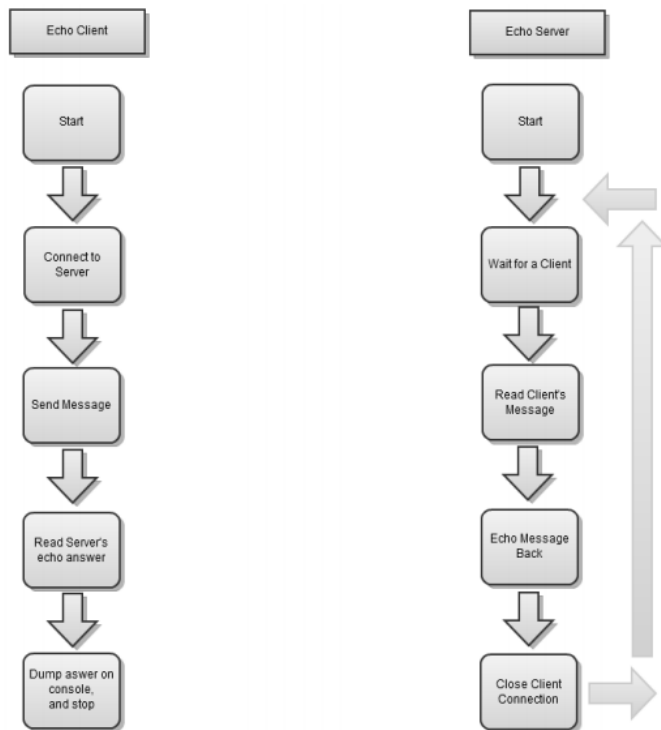 Echo Client
Start
Connect to
Server
Send Message
Read Server's
echo answer
Dump aswer on
console,
and stop
Echo Server
Start
Wait for a Client
Read Client's
Message
Echo Message
Back
Close Client
Connection